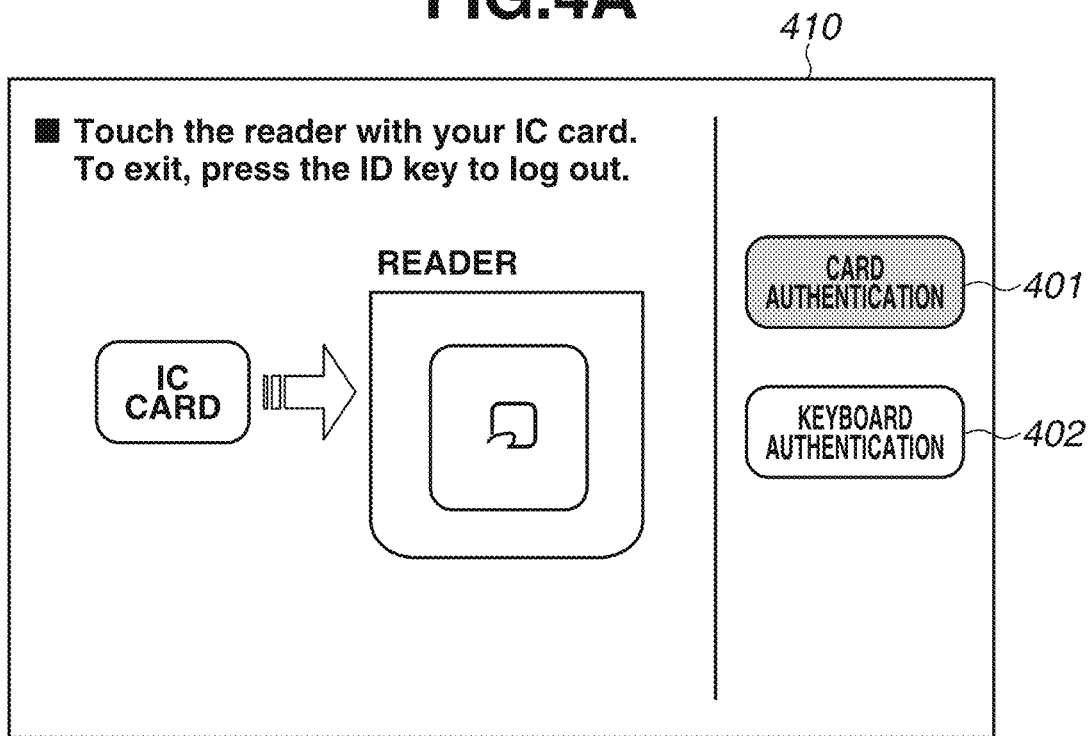 FIG.4A
410
■ Touch the reader with your IC card.
To exit, press the ID key to log out.
READER
CARD
AUTHENTICATION
401
IC
CARD
KEYBOARD
AUTHENTICATION
402